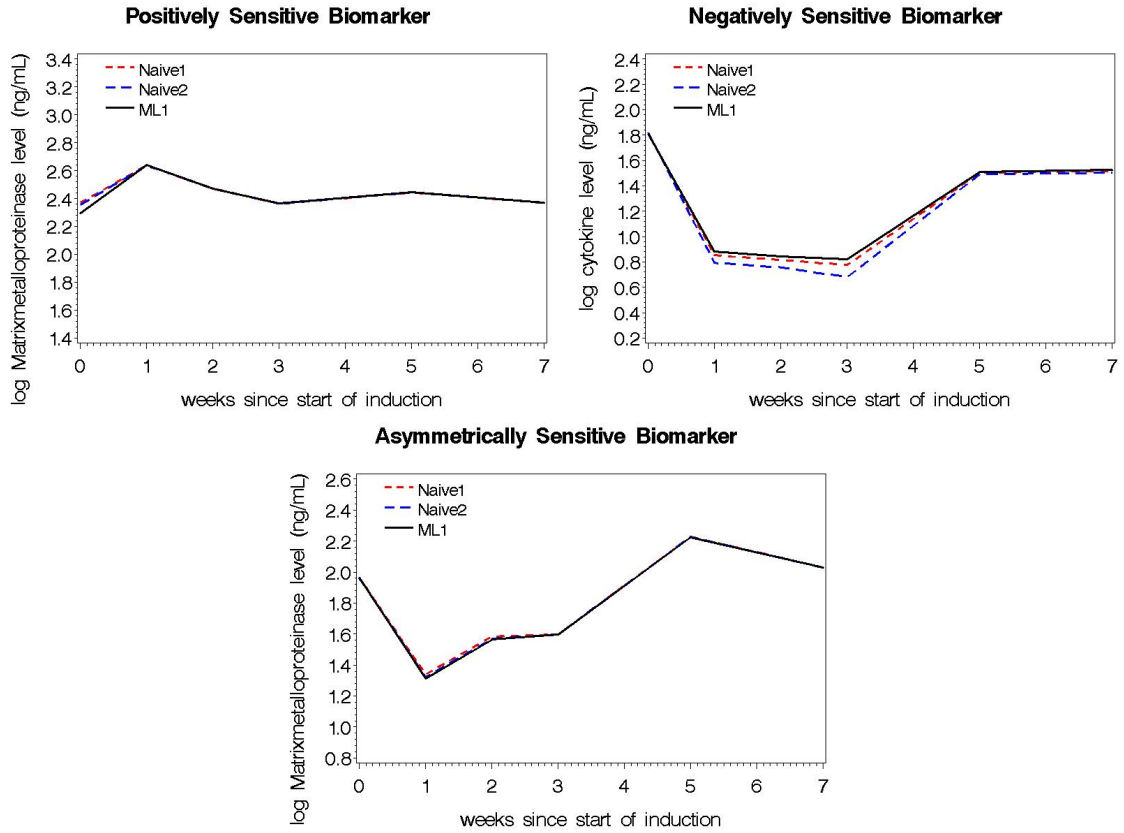 Positively Sensitive Biomarker
log Matrixmetalloproteinase level (ng/mL)
3.4
3.2
3.0
2.8
2.6
2.4
2.2
2.0
1.8
1.6
1.4
Naive1
Naive2
ML1
0 1 2 3 4 5 6 7
weeks since start of induction
Negatively Sensitive Biomarker
log cytokine level (ng/mL)
2.4
2.2
2.0
1.8
1.6
1.4
1.2
1.0
0.8
0.6
0.4
0.2
Naive1
Naive2
ML1
0 1 2 3 4 5 6 7
weeks since start of induction
Asymmetrically Sensitive Biomarker
log Matrixmetalloproteinase level (ng/mL)
2.6
2.4
2.2
2.0
1.8
1.6
1.4
1.2
1.0
0.8
Naive1
Naive2
ML1
0 1 2 3 4 5 6 7
weeks since start of induction